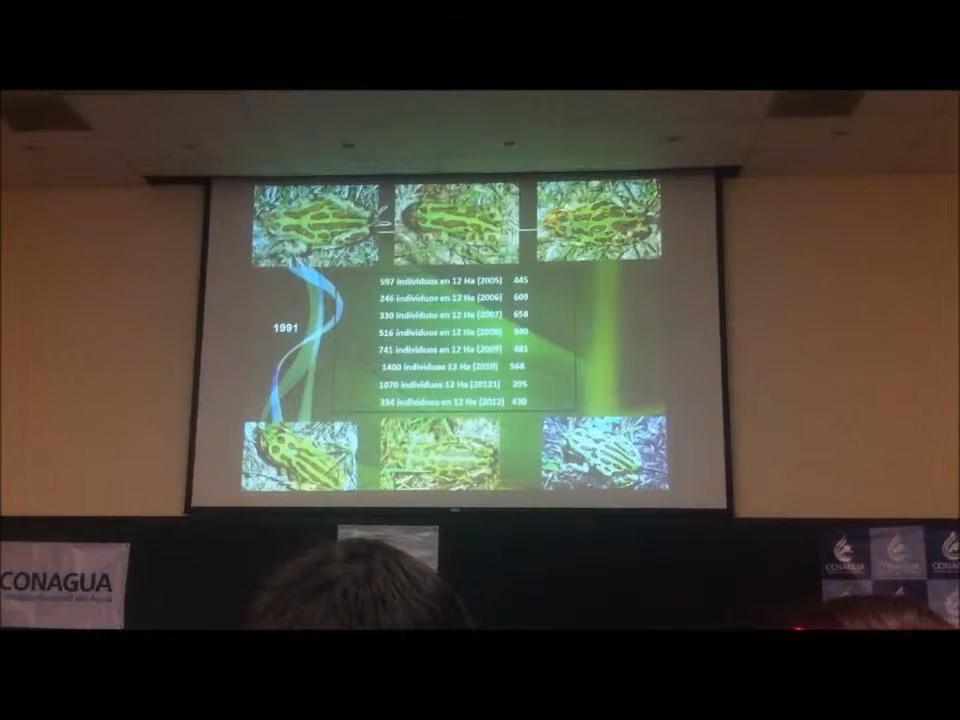 597 individuos en 12 Ha (2005) 445
246 individuos en 12 Ha (2006) 609
330 individuos en 12 Ha (2007) 658
1991
516 individuos en 12 Ha (2008)
741 individuos en 12 Ha (2009) 481
1400 individuos 12 Ha (2010) 568
1070 individuos 12 Ha (20121) 295
334 individuos en 12 Ha (2012) 430
CONAGUA
CONAGUA
CONAGUA